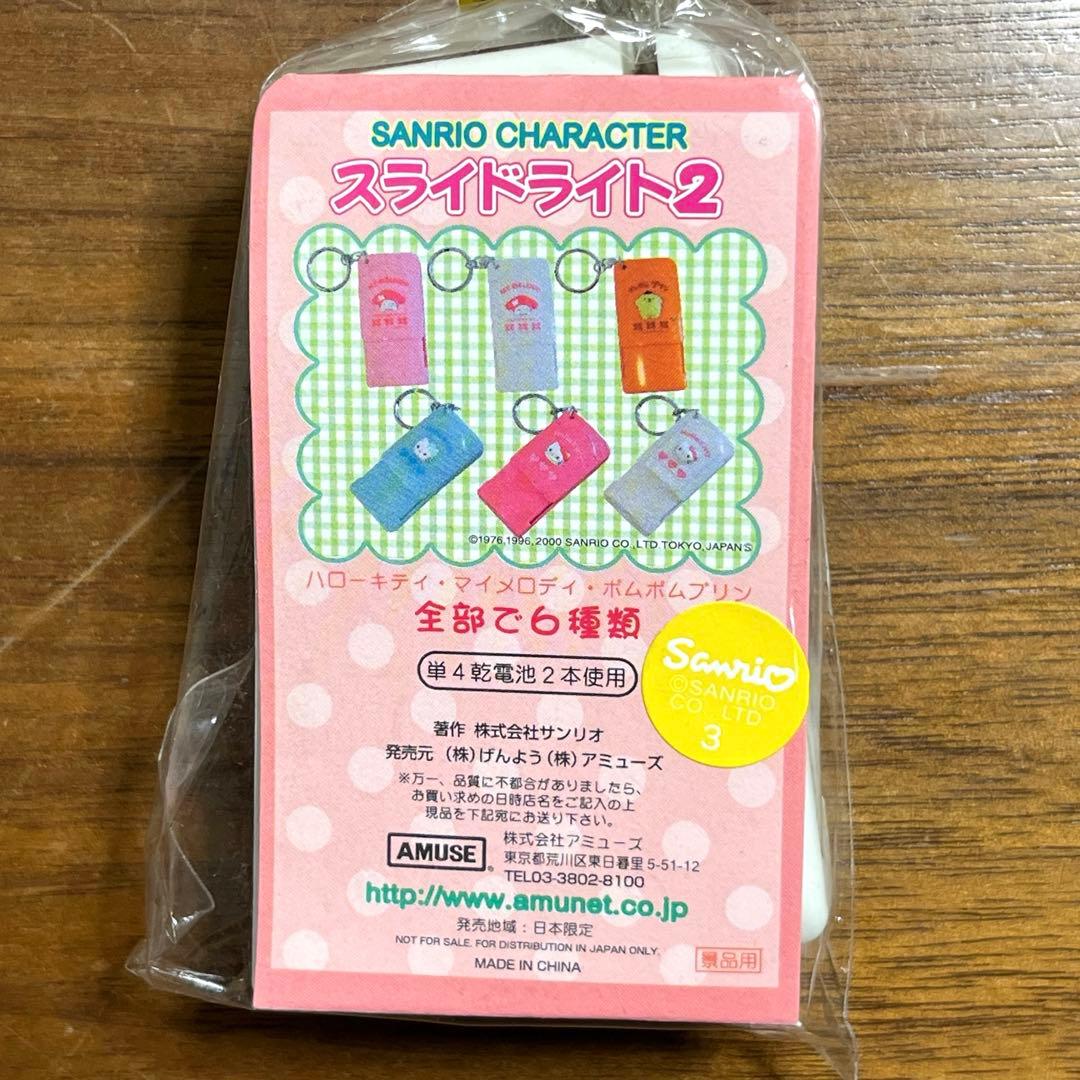 SANRIO CHARACTER
スライドライト2
©1976,1996,2000 SANRIO CO.,LTD.TOKYO,JAPAN
ハローキティ・マイメロディ・ポムポムプリン
全部で6種類
単4乾電池2本使用
Sanrio
©SANRIO
CO., LTD
3
著作 株式会社サンリオ
発売元 (株)げんよう(株)アミューズ
※万一、品質に不都合がありましたら、
お買い求めの日時店名をご記入の上
現品を下記宛にお送り下さい。
AMUSE®
株式会社アミューズ
東京都荒川区東日暮里5-51-12
TEL03-3802-8100
http://www.amunet.co.jp
発売地域:日本限定
NOT FOR SALE. FOR DISTRIBUTION IN JAPAN ONLY.
MADE IN CHINA
景品用